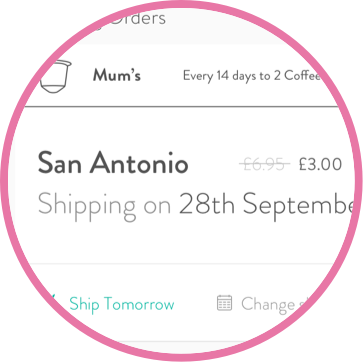 Orders
Mum's Every 14 days to 2 Coffee
San Antonio £6.95 £3.00
Shipping on 28th Septembe
Ship Tomorrow Change